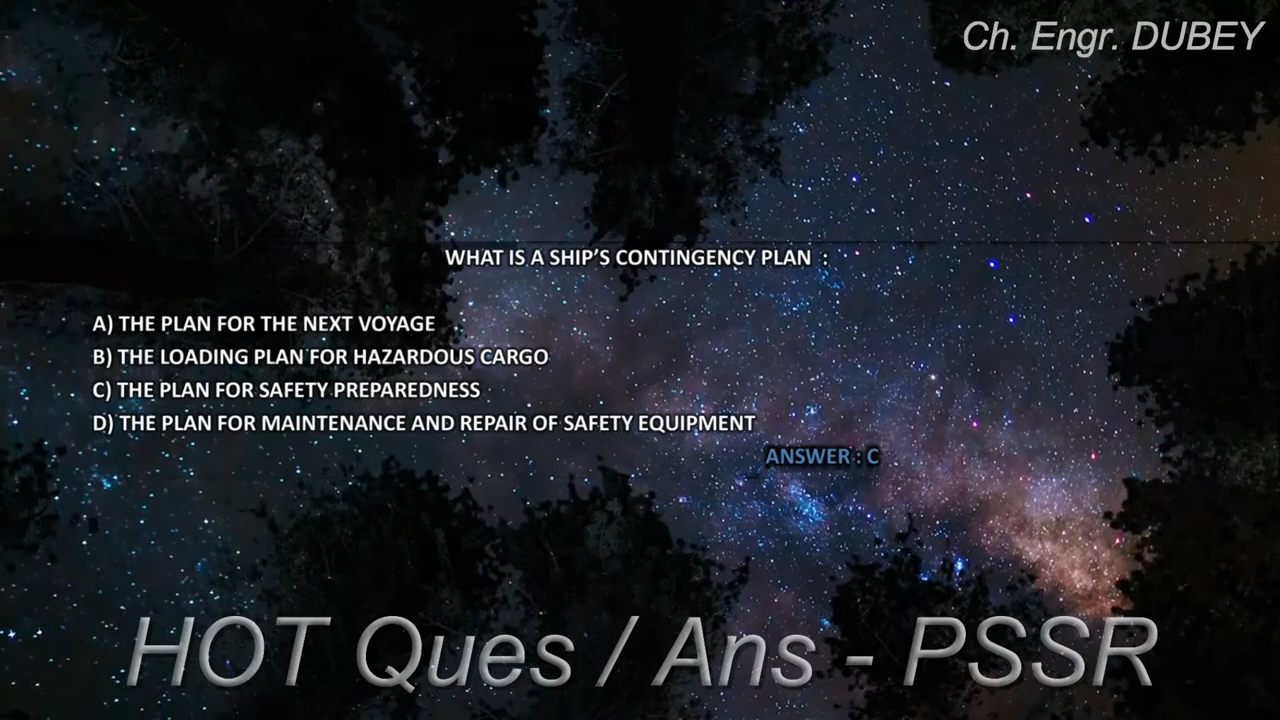 Ch. Engr. DUBEY
WHAT IS A SHIP’S CONTINGENCY PLAN  :
A) THE PLAN FOR THE NEXT VOYAGE
B) THE LOADING PLAN FOR HAZARDOUS CARGO
C) THE PLAN FOR SAFETY PREPAREDNESS
D) THE PLAN FOR MAINTENANCE AND REPAIR OF SAFETY EQUIPMENT
ANSWER : C
HOT Ques / Ans - PSSR